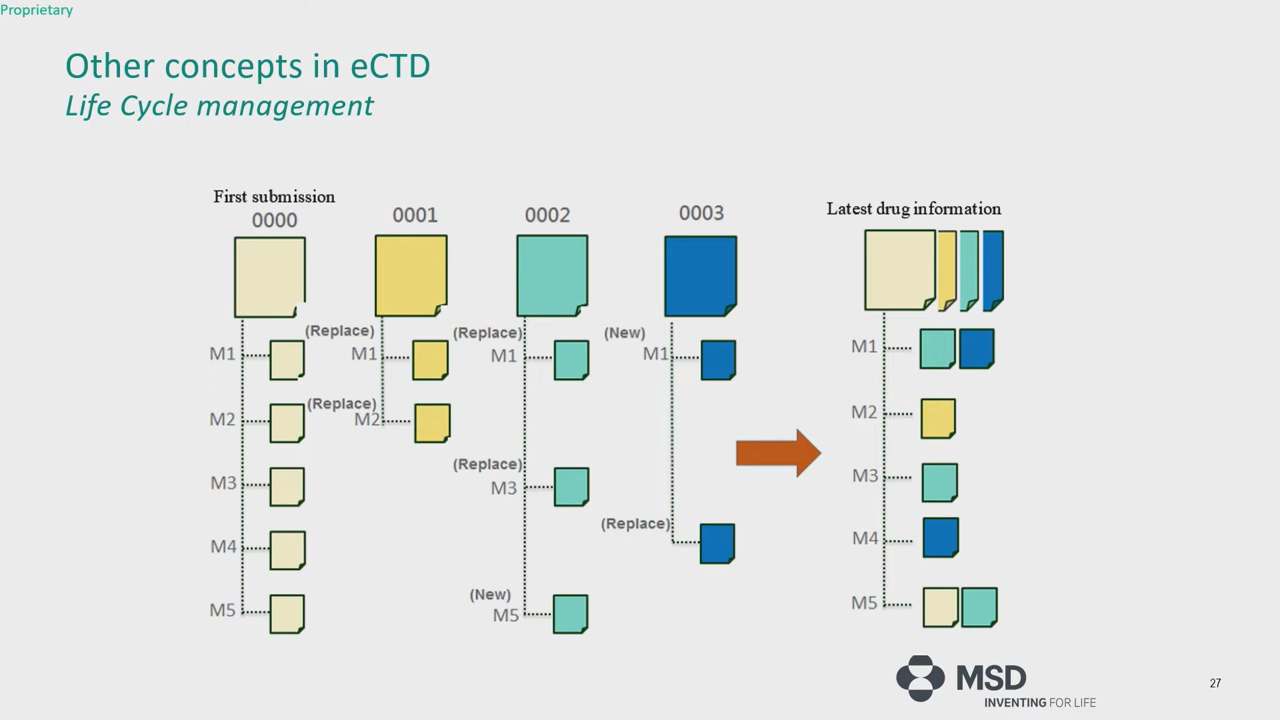 Proprietary
Other concepts in eCTD
Life Cycle management
First submission
0000
0001
0002
0003
Latest drug information
(Replace)
(Replace)
(New)
M1
M1
M1
M1
M1
(Replace)
M2
M2
M2
(Replace)
M3
M3
M3
(Replace)
M4
M4
(New)
M5
M5
M5
MSD
INVENTING FOR LIFE
27